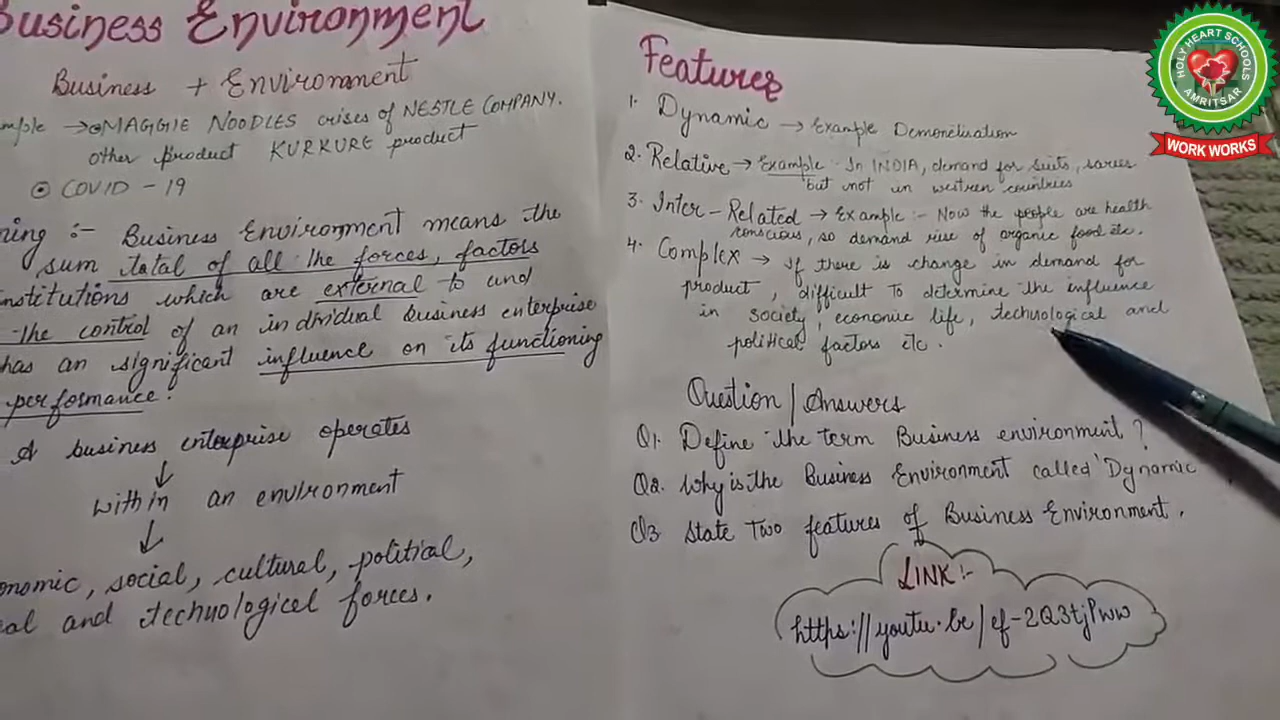 Business Environment
Business + Environment
mple → ⊙ MAGGIE NOODLES crises of NESTLE COMPANY.
other product KURKURE product
⊙ COVID - 19
ning :- Business Environment means the
sum total of all the forces, factors
institutions which are external to and
the control of an individual business enterprise
has an significant influence on its functioning
performance.
A business enterprise operates
↓
within an environment
↓
onomic, social, cultural, political,
al and technological forces.
Features
1. Dynamic → Example Demonetisation
2. Relative → Example - In INDIA, demand for suits, sarees
but not in westren countries
3. Inter-Related → Example :- Now the people are health
conscious, so demand rise of organic food etc.
4. Complex → If there is change in demand for
product, difficult to determine the influence
in society, economic life, technological and
political factors etc.
Question/Answers
Q1. Define the term Business environment?
Q2. Why is the Business Environment called 'Dynamic
Q3 State Two features of Business Environment.
LINK :-
https://youtu.be/ef-2Q3tjPww
HOLY HEART SCHOOLS
AMRITSAR
WORK WORKS